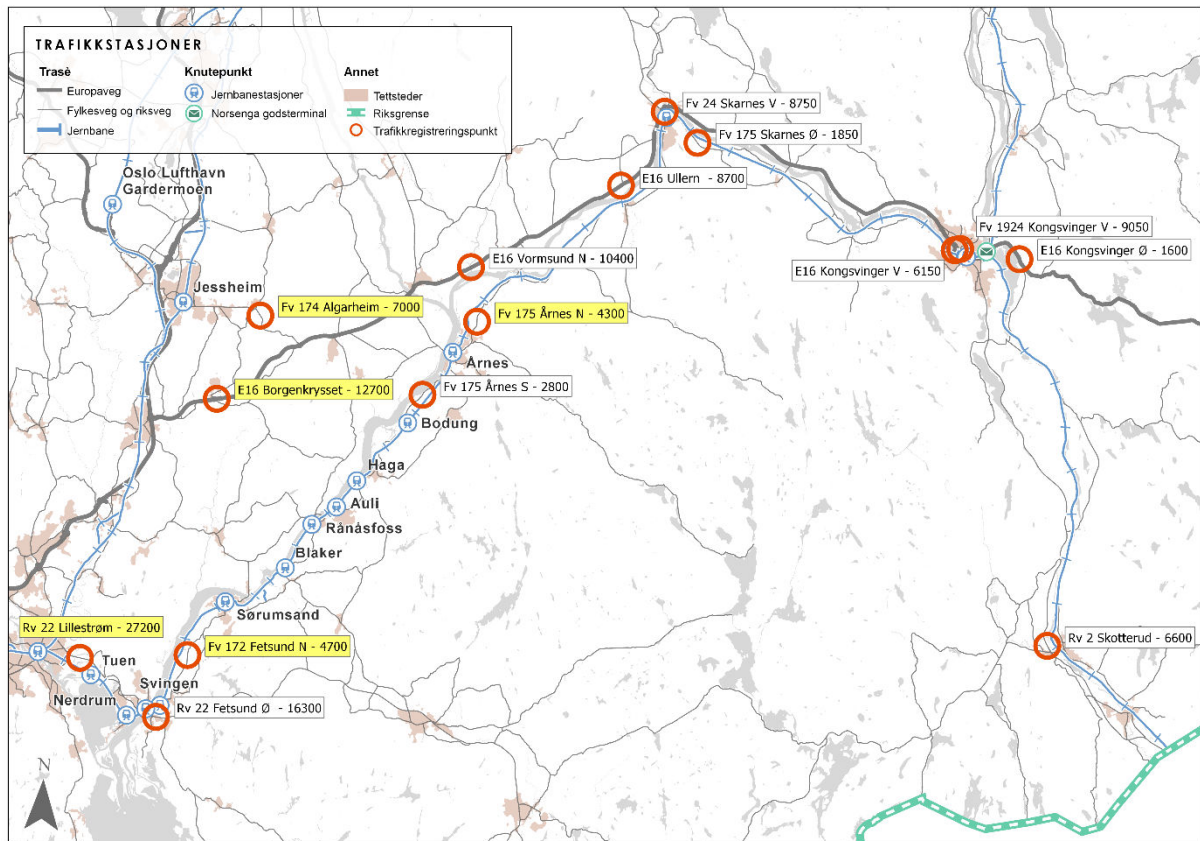 TRAFIKKSTASJONER
Trasè
Europaveg
Fylkesveg og riksveg
Jernbane
Knutepunkt
Jernbanestasjoner
Norsenga godsterminal
Annet
Tettsteder
Riksgrense
Trafikkregistreringspunkt
Fv 24 Skarnes V - 8750
Fv 175 Skarnes Ø - 1850
Oslo Lufthavn
Gardermoen
E16 Ullern - 8700
Fv 1924 Kongsvinger V - 9050
E16 Kongsvinger Ø - 1600
E16 Vormsund N - 10400
E16 Kongsvinger V - 6150
Jessheim
Fv 174 Algarheim - 7000
Fv 175 Årnes N - 4300
Årnes
E16 Borgenkrysset - 12700
Fv 175 Årnes S - 2800
Bodung
Haga
Auli
Rånåsfoss
Blaker
Sørumsand
Rv 22 Lillestrøm - 27200
Fv 172 Fetsund N - 4700
Rv 2 Skotterud - 6600
Tuen
Svingen
Nerdrum
Rv 22 Fetsund Ø - 16300
N